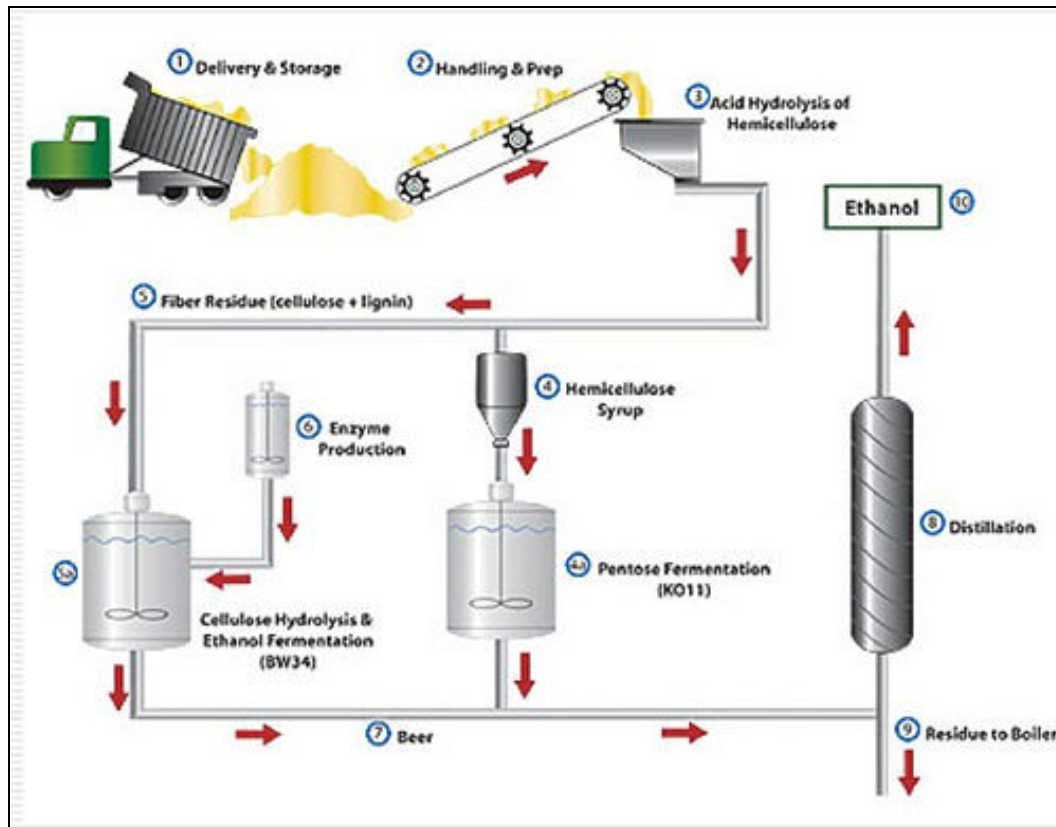 1 Delivery & Storage
2 Handling & Prep
3 Acid Hydrolysis of
Hemicellulose
Ethanol 10
5 Fiber Residue (cellulose + lignin)
4 Hemicellulose
Syrup
6 Enzyme
Production
8 Distillation
5a
4a Pentose Fermentation
(KO11)
Cellulose Hydrolysis &
Ethanol Fermentation
(BW34)
7 Beer
9 Residue to Boiler